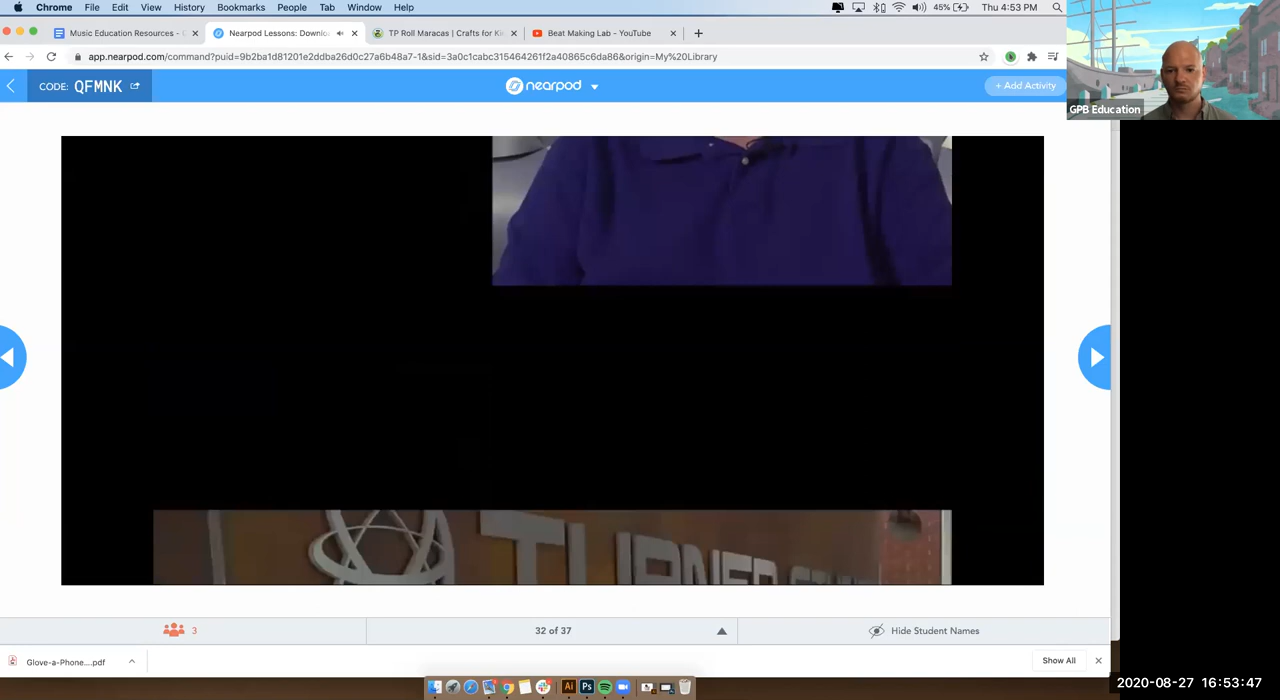 Chrome File Edit View History Bookmarks People Tab Window Help 45% Thu 4:53 PM
Music Education Resources - Nearpod Lessons: Downlo TP Roll Maracas | Crafts for Ki Beat Making Lab - YouTube
app.nearpod.com/command?puid=9b2ba1d81201e2ddba26d0c27a6b48a7-1&sid=3a0c1cabc315464261f2a40865c6da86&origin=My%20Library
CODE: QFMNK nearpod + Add Activity
GPB Education
TURNER
3 32 of 37 Hide Student Names
Glove-a-Phone....pdf Show All
Ai Ps
2020-08-27 16:53:47